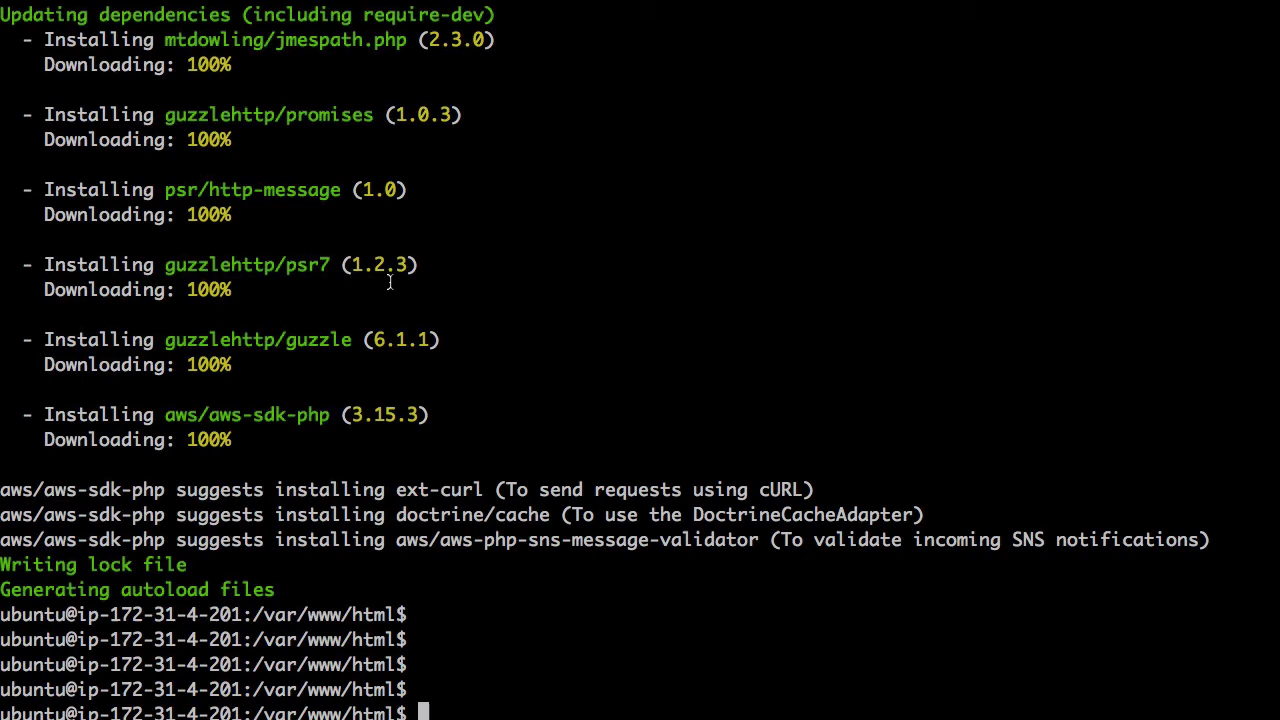 Updating dependencies (including require-dev)
- Installing mtdowling/jmespath.php (2.3.0)
Downloading: 100%
- Installing guzzlehttp/promises (1.0.3)
Downloading: 100%
- Installing psr/http-message (1.0)
Downloading: 100%
- Installing guzzlehttp/psr7 (1.2.3)
Downloading: 100%
- Installing guzzlehttp/guzzle (6.1.1)
Downloading: 100%
- Installing aws/aws-sdk-php (3.15.3)
Downloading: 100%
aws/aws-sdk-php suggests installing ext-curl (To send requests using cURL)
aws/aws-sdk-php suggests installing doctrine/cache (To use the DoctrineCacheAdapter)
aws/aws-sdk-php suggests installing aws/aws-php-sns-message-validator (To validate incoming SNS notifications)
Writing lock file
Generating autoload files
ubuntu@ip-172-31-4-201:/var/www/html$
ubuntu@ip-172-31-4-201:/var/www/html$
ubuntu@ip-172-31-4-201:/var/www/html$
ubuntu@ip-172-31-4-201:/var/www/html$
ubuntu@ip-172-31-4-201:/var/www/html$